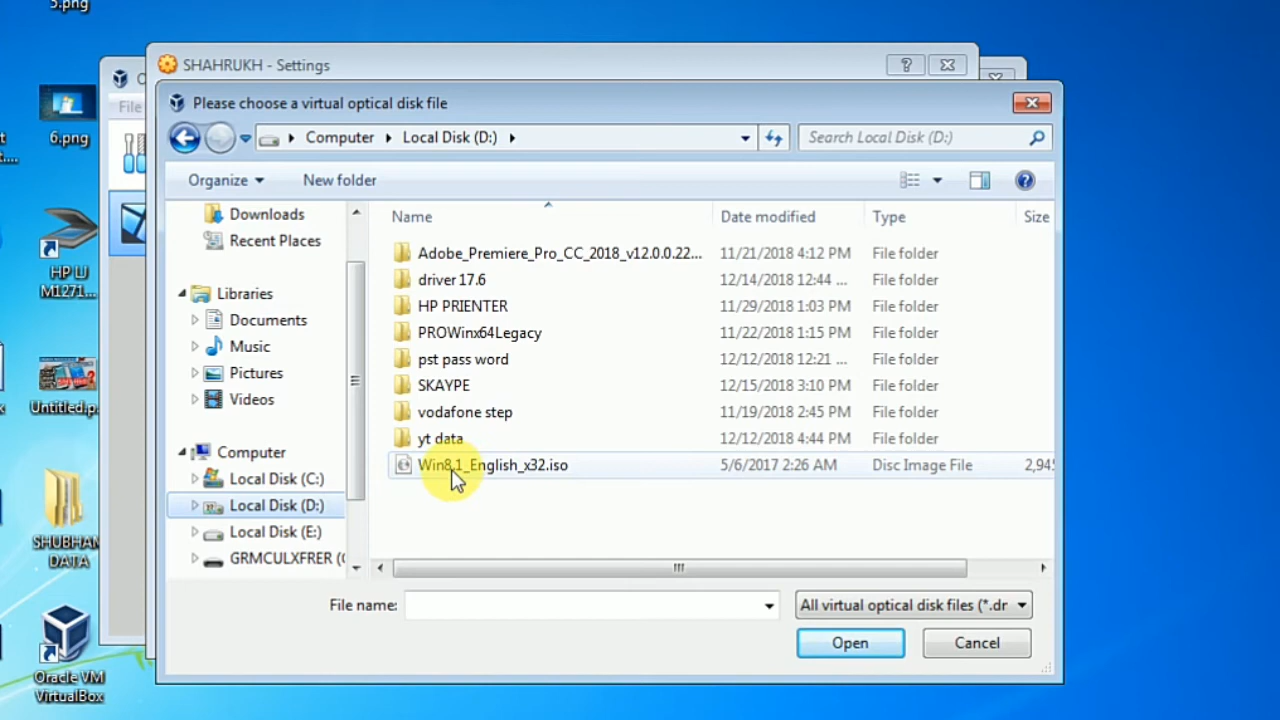 5.png
6.png
HP LJ
M1271...
Untitled.p
SHUBHAM
DATA
Oracle VM
VirtualBox
File
SHAHRUKH - Settings
Please choose a virtual optical disk file
Computer
Local Disk (D:)
Search Local Disk (D:)
Organize
New folder
Downloads
Recent Places
Libraries
Documents
Music
Pictures
Videos
Computer
Local Disk (C:)
Local Disk (D:)
Local Disk (E:)
GRMCULXFRER (
Name Date modified Type Size
Adobe_Premiere_Pro_CC_2018_v12.0.0.22... 11/21/2018 4:12 PM File folder
driver 17.6 12/14/2018 12:44 ... File folder
HP PRIENTER 11/29/2018 1:03 PM File folder
PROWinx64Legacy 11/22/2018 1:15 PM File folder
pst pass word 12/12/2018 12:21 ... File folder
SKAYPE 12/15/2018 3:10 PM File folder
vodafone step 11/19/2018 2:45 PM File folder
yt data 12/12/2018 4:44 PM File folder
Win8.1_English_x32.iso 5/6/2017 2:26 AM Disc Image File 2,945
File name:
All virtual optical disk files (*.dr
Open
Cancel